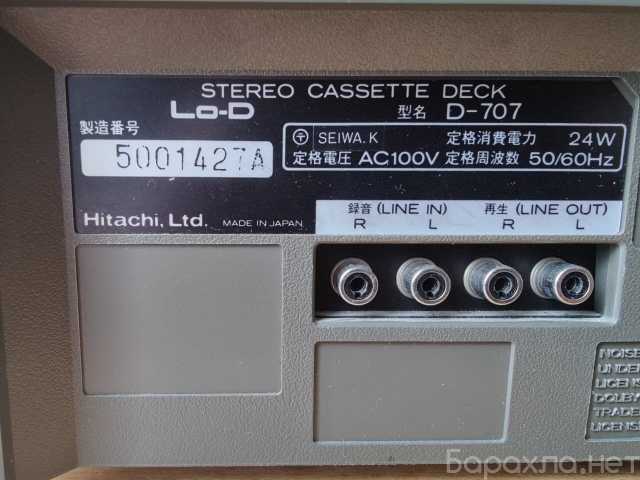 STEREO CASSETTE DECK
Lo-D 型名 D-707
製造番号
5001427A
Ⓣ SEIWA.K 定格消費電力 24W
定格電圧 AC100V 定格周波数 50/60Hz
Hitachi, Ltd. MADE IN JAPAN
録音 (LINE IN) 再生 (LINE OUT)
R L R L
NOISE
UNDER
LICENS
DOLBY
TRADE
LICENSE
Барахла.нет